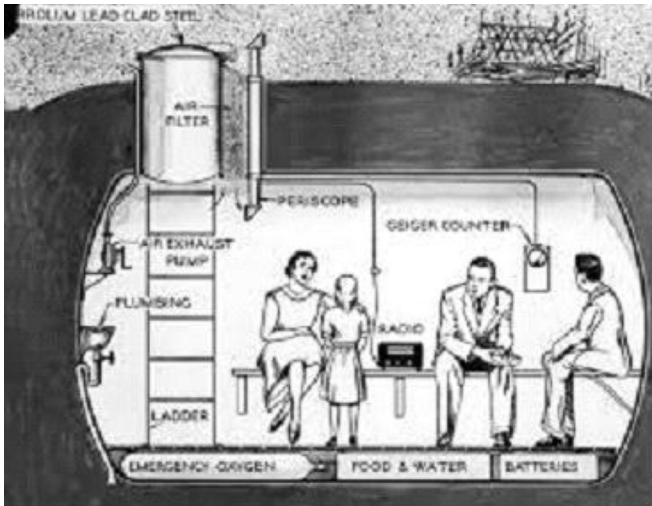 LEAD CLAD STEEL
AIR
FILTER
PERISCOPE
GEIGER COUNTER
AIR EXHAUST
PUMP
PLUMBING
RADIO
LADDER
EMERGENCY OXYGEN
FOOD & WATER
BATTERIES